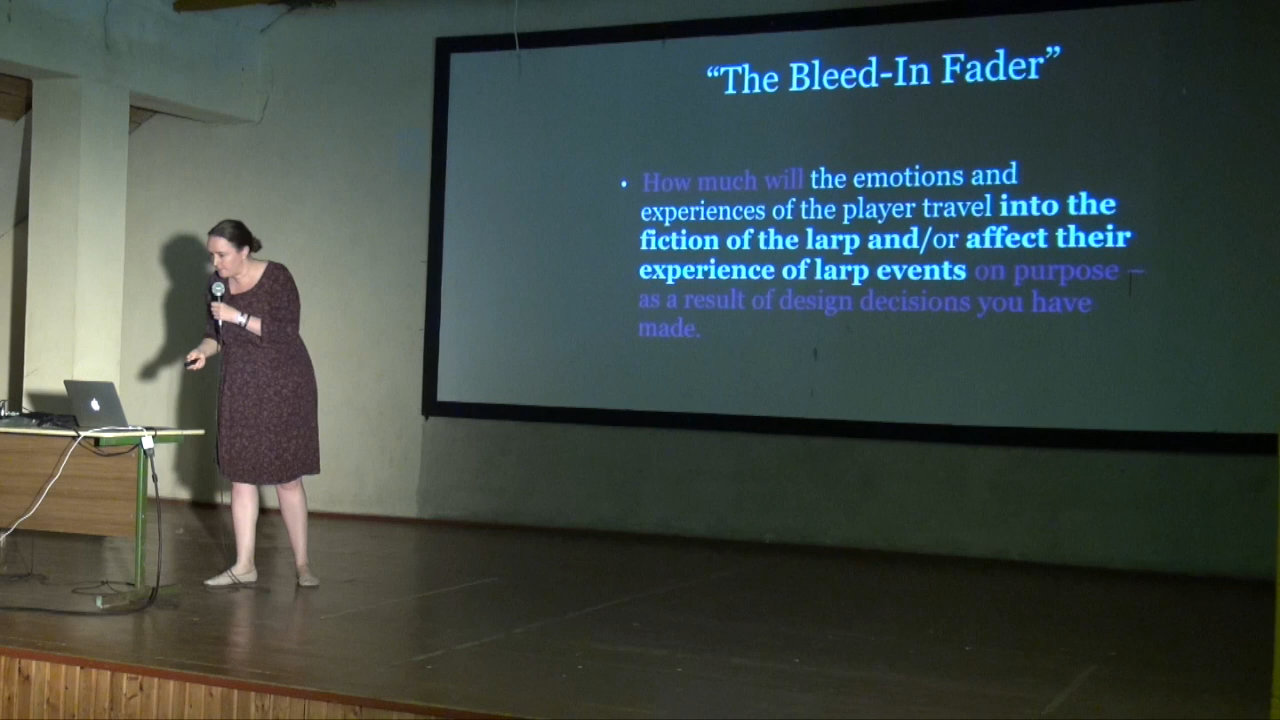 “The Bleed-In Fader”
• How much will the emotions and
experiences of the player travel into the
fiction of the larp and/or affect their
experience of larp events on purpose –
as a result of design decisions you have
made.